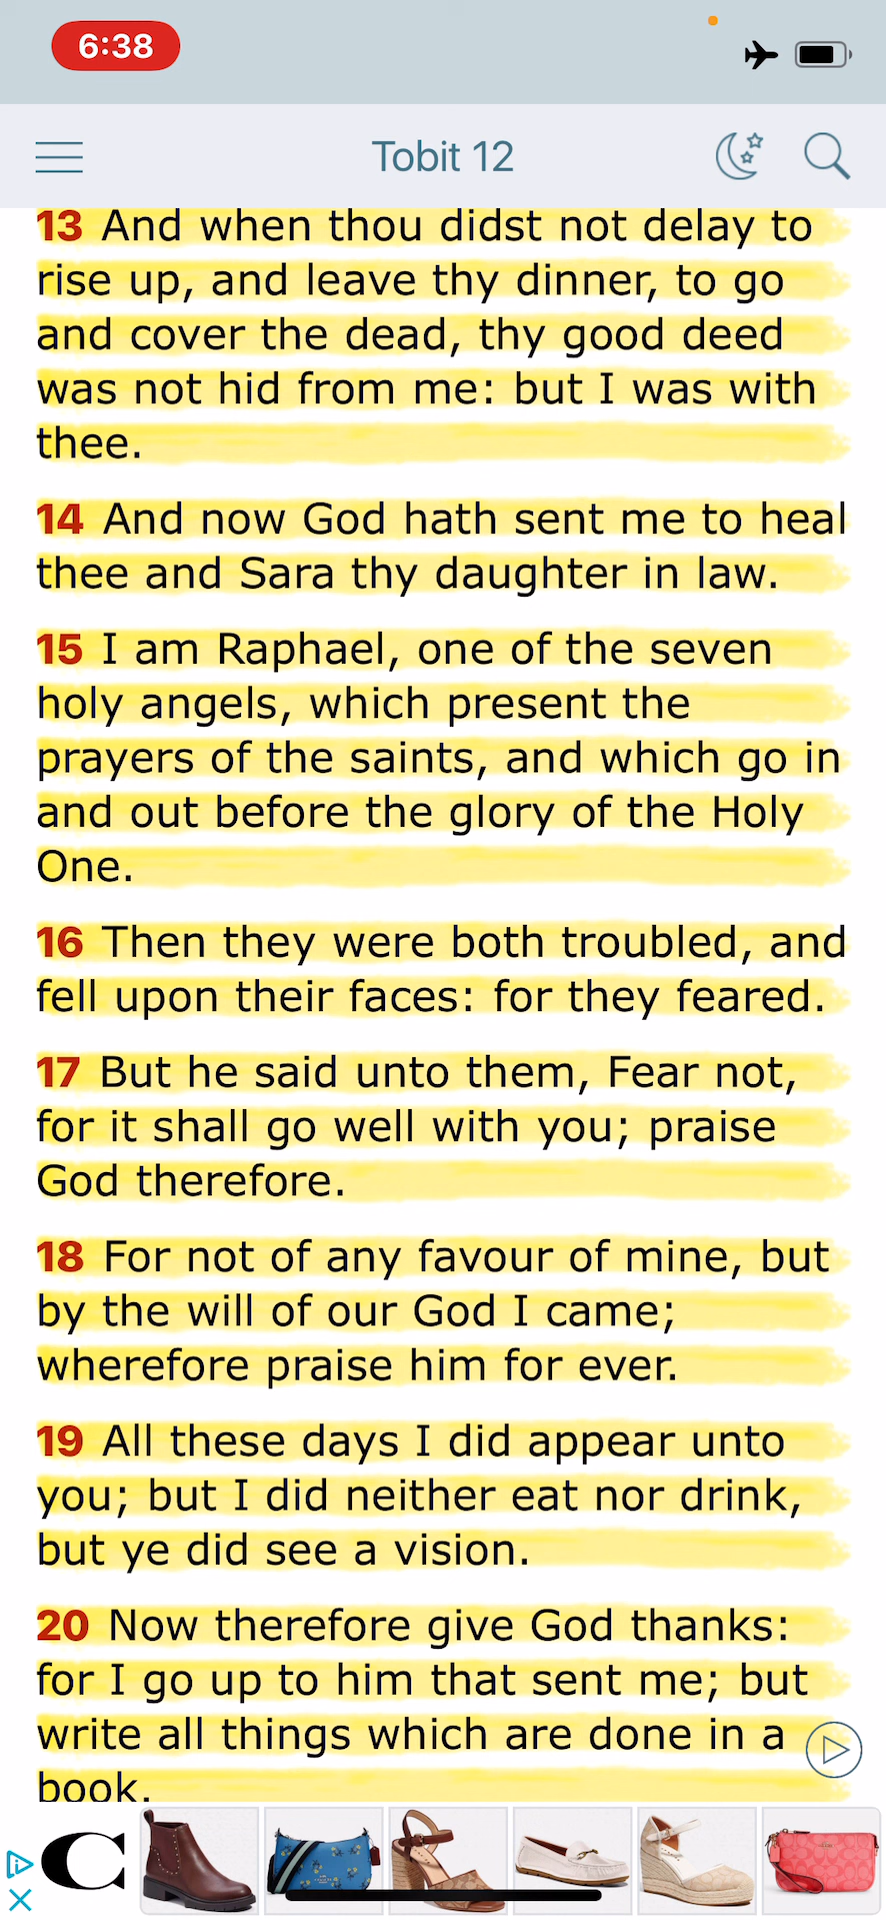 6:38
Tobit 12
13 And when thou didst not delay to
rise up, and leave thy dinner, to go
and cover the dead, thy good deed
was not hid from me: but I was with
thee.
14 And now God hath sent me to heal
thee and Sara thy daughter in law.
15 I am Raphael, one of the seven
holy angels, which present the
prayers of the saints, and which go in
and out before the glory of the Holy
One.
16 Then they were both troubled, and
fell upon their faces: for they feared.
17 But he said unto them, Fear not,
for it shall go well with you; praise
God therefore.
18 For not of any favour of mine, but
by the will of our God I came;
wherefore praise him for ever.
19 All these days I did appear unto
you; but I did neither eat nor drink,
but ye did see a vision.
20 Now therefore give God thanks:
for I go up to him that sent me; but
write all things which are done in a
book.
C